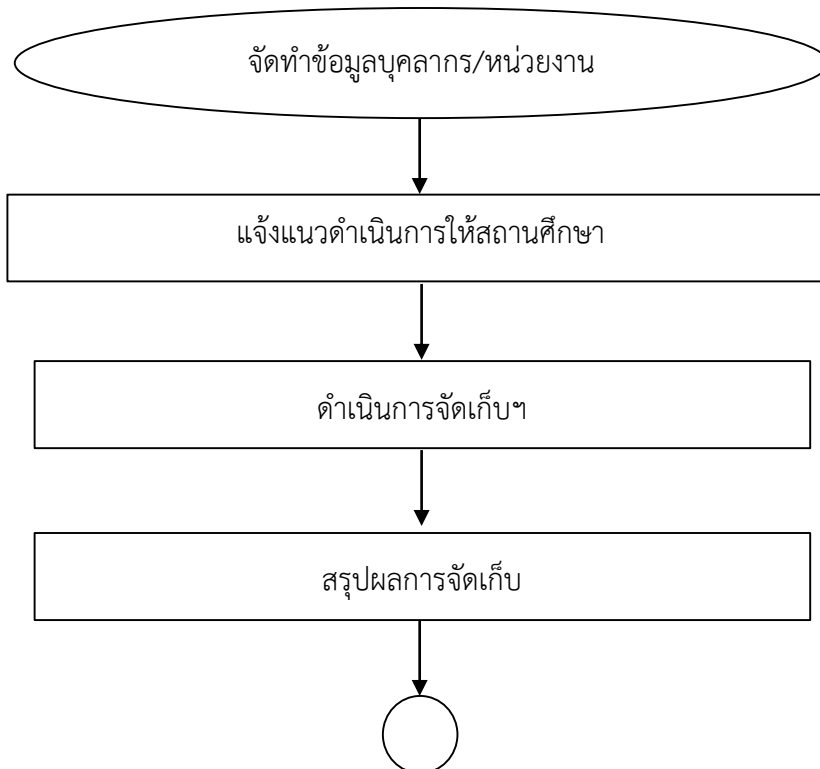 จัดทำข้อมูลบุคลากร/หน่วยงาน
แจ้งแนวดำเนินการให้สถานศึกษา
ดำเนินการจัดเก็บฯ
สรุปผลการจัดเก็บ